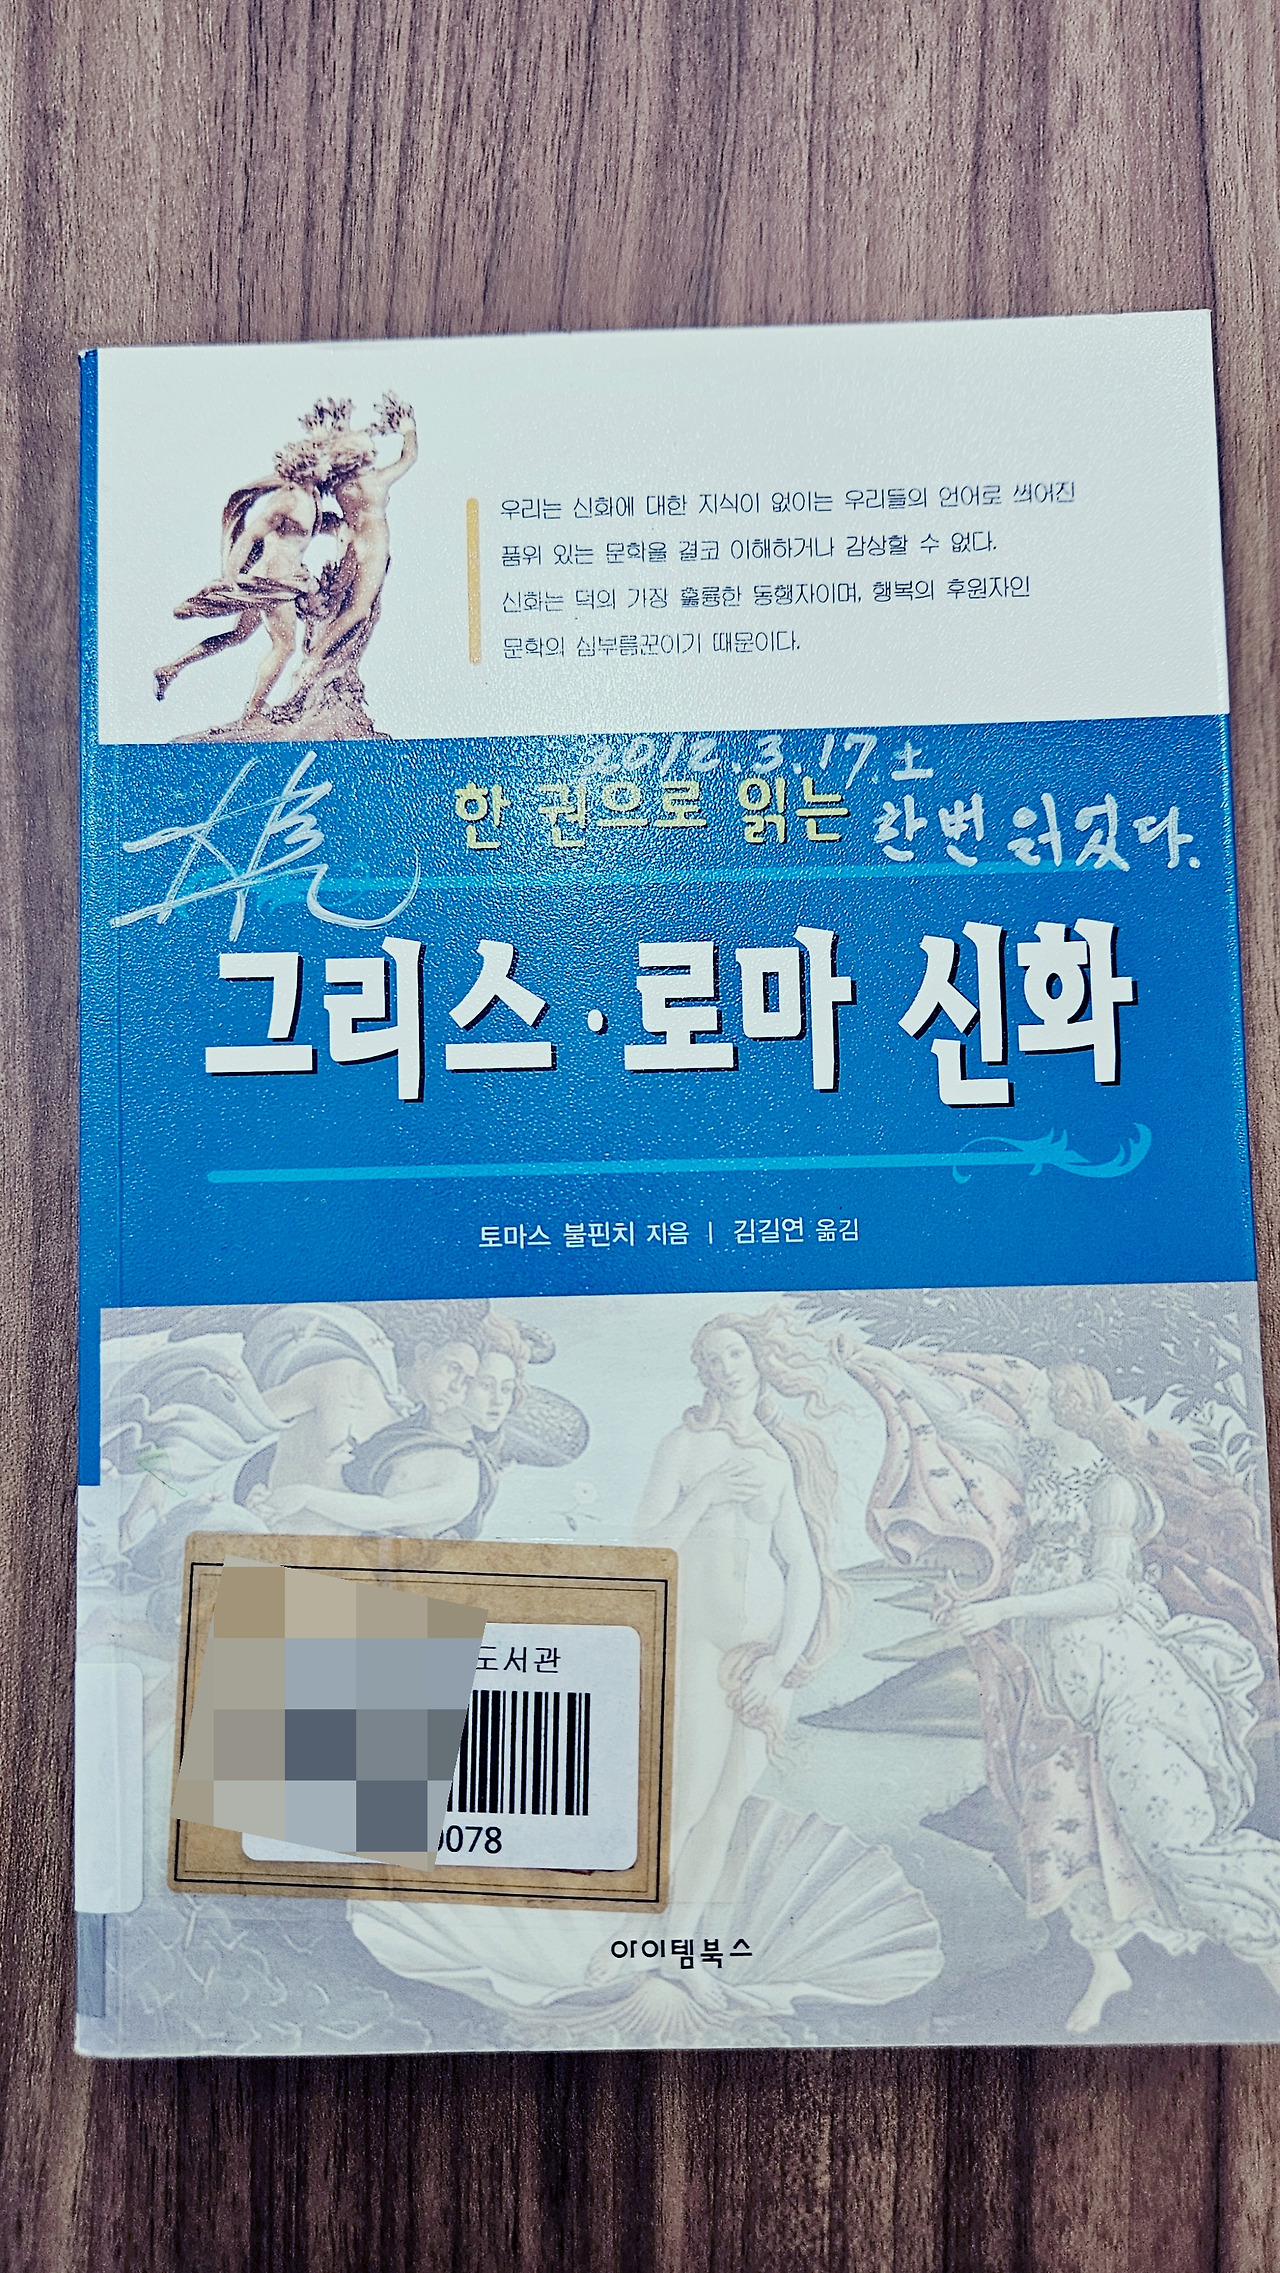 우리는 신화에 대한 지식이 없이는 우리들의 언어로 씌어진
품위 있는 문학을 결코 이해하거나 감상할 수 없다.
신화는 덕의 가장 훌륭한 동행자이며, 행복의 후원자인
문학의 심부름꾼이기 때문이다.
2012.3.17.土
한 권으로 읽는
한번 읽었다.
그리스·로마 신화
토마스 불핀치 지음 | 김길연 옮김
도서관
0078
아이템북스